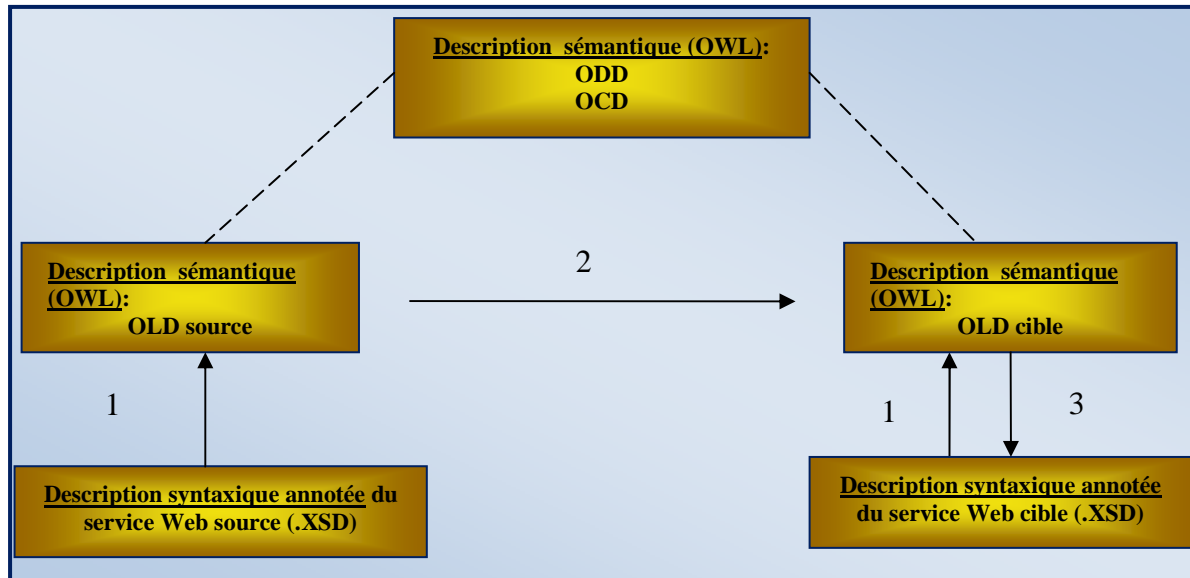 Description sémantique (OWL):
ODD
OCD
2
Description sémantique
(OWL):
OLD source
Description sémantique
(OWL):
OLD cible
1
1
3
Description syntaxique annotée du
service Web source (.XSD)
Description syntaxique annotée
du service Web cible (.XSD)